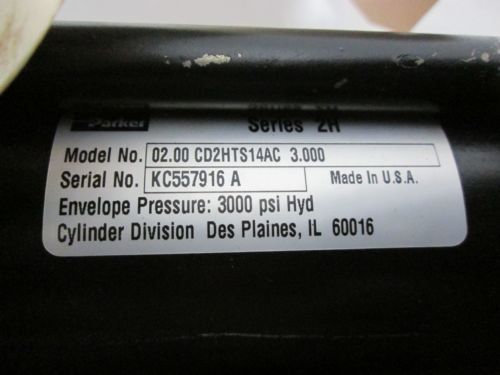 Parker
Series 2H
Model No. 02.00 CD2HTS14AC 3.000
Serial No. KC557916 A Made In U.S.A.
Envelope Pressure: 3000 psi Hyd
Cylinder Division Des Plaines, IL 60016